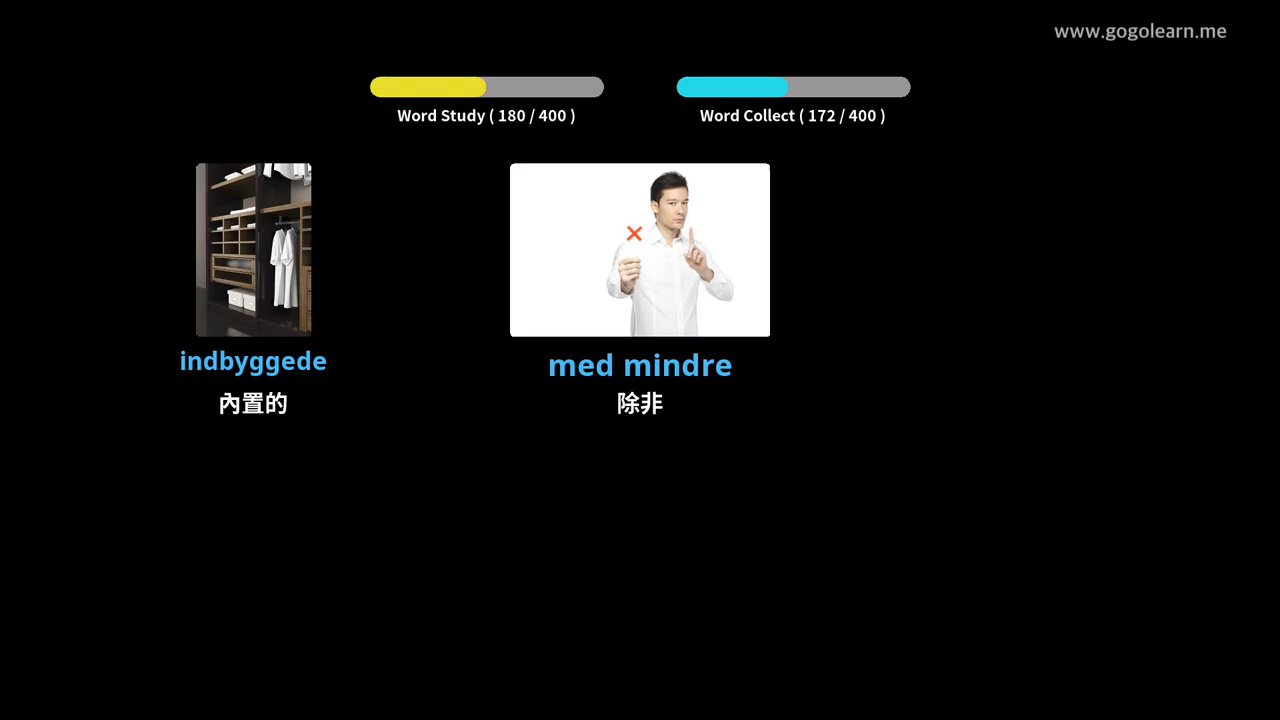 www.gogolearn.me
Word Study ( 180 / 400 )
Word Collect ( 172 / 400 )
indbyggede
內置的
med mindre
除非